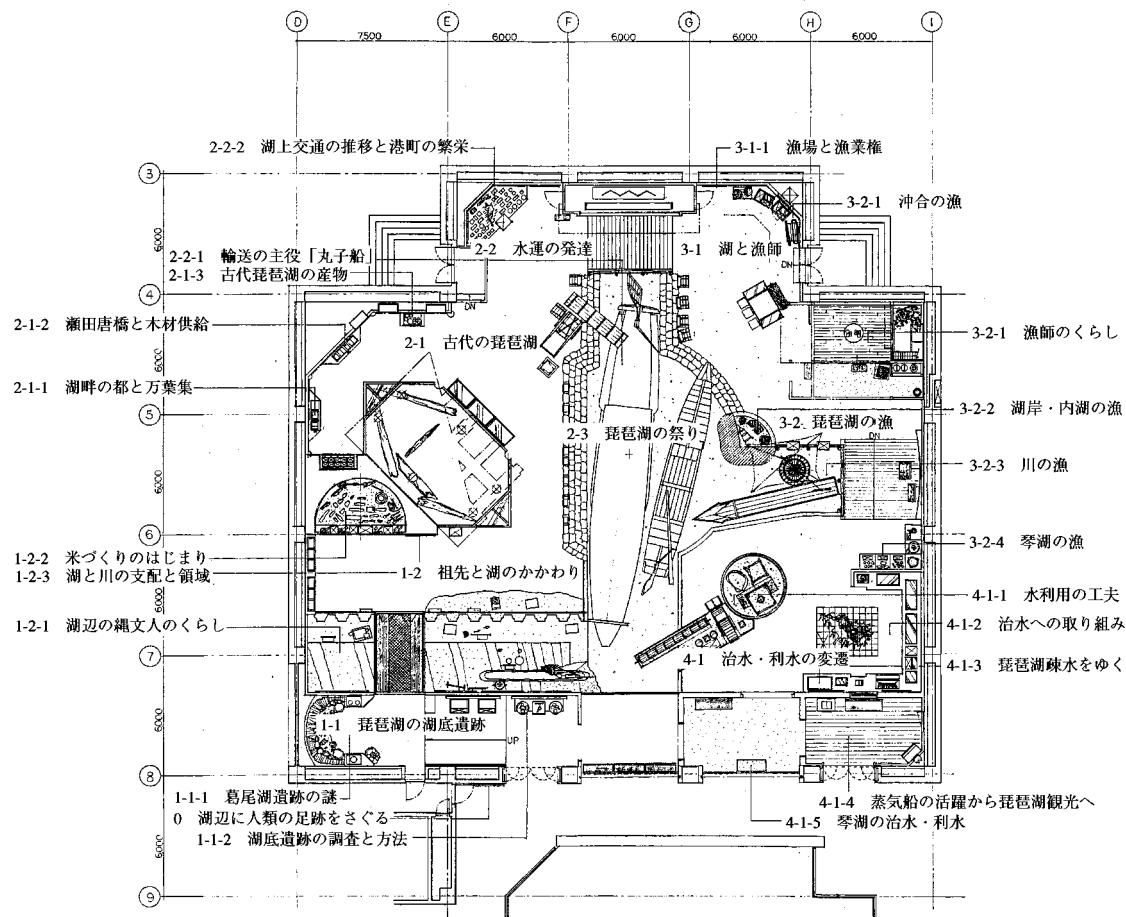 D E F G H I
7500 6000 6000 6000 6000
2-2-2 湖上交通の推移と港町の繁栄
3-1-1 漁場と漁業権
3
3-2-1 沖合の漁
6000
2-2-1 輸送の主役「丸子船」
2-2 水運の発達
3-1 湖と漁師
2-1-3 古代琵琶湖の産物
DN
4
DN
2-1-2 瀬田唐橋と木材供給
2-1 古代の琵琶湖
3-2-1 漁師のくらし
6000
2-1-1 湖畔の都と万葉集
5
3-2-2 湖岸・内湖の漁
2-3 琵琶湖の祭り
3-2 琵琶湖の漁
DN
3-2-3 川の漁
6000
6
3-2-4 琴湖の漁
1-2-2 米づくりのはじまり
1-2-3 湖と川の支配と領域
1-2 祖先と湖のかかわり
6000
4-1-1 水利用の工夫
1-2-1 湖辺の縄文人のくらし
4-1-2 治水への取り組み
7
4-1 治水・利水の変遷
4-1-3 琵琶湖疎水をゆく
6000
1-1 琵琶湖の湖底遺跡
UP
8
1-1-1 葛尾湖遺跡の謎
4-1-4 蒸気船の活躍から琵琶湖観光へ
0 湖辺に人類の足跡をさぐる
4-1-5 琴湖の治水・利水
1-1-2 湖底遺跡の調査と方法
6000
9